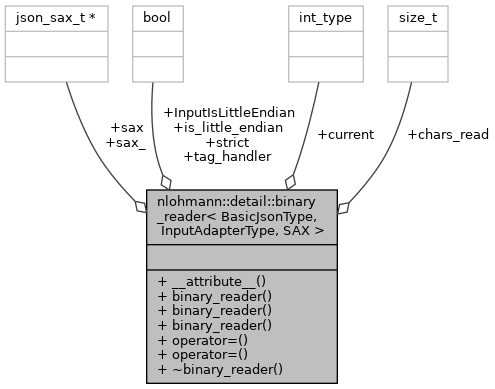 json_sax_t *
bool
int_type
size_t
+sax
+sax_
+InputIsLittleEndian
+is_little_endian
+strict
+tag_handler
+current
+chars_read
nlohmann::detail::binary
_reader< BasicJsonType,
InputAdapterType, SAX >
+ __attribute__()
+ binary_reader()
+ binary_reader()
+ binary_reader()
+ operator=()
+ operator=()
+ ~binary_reader()